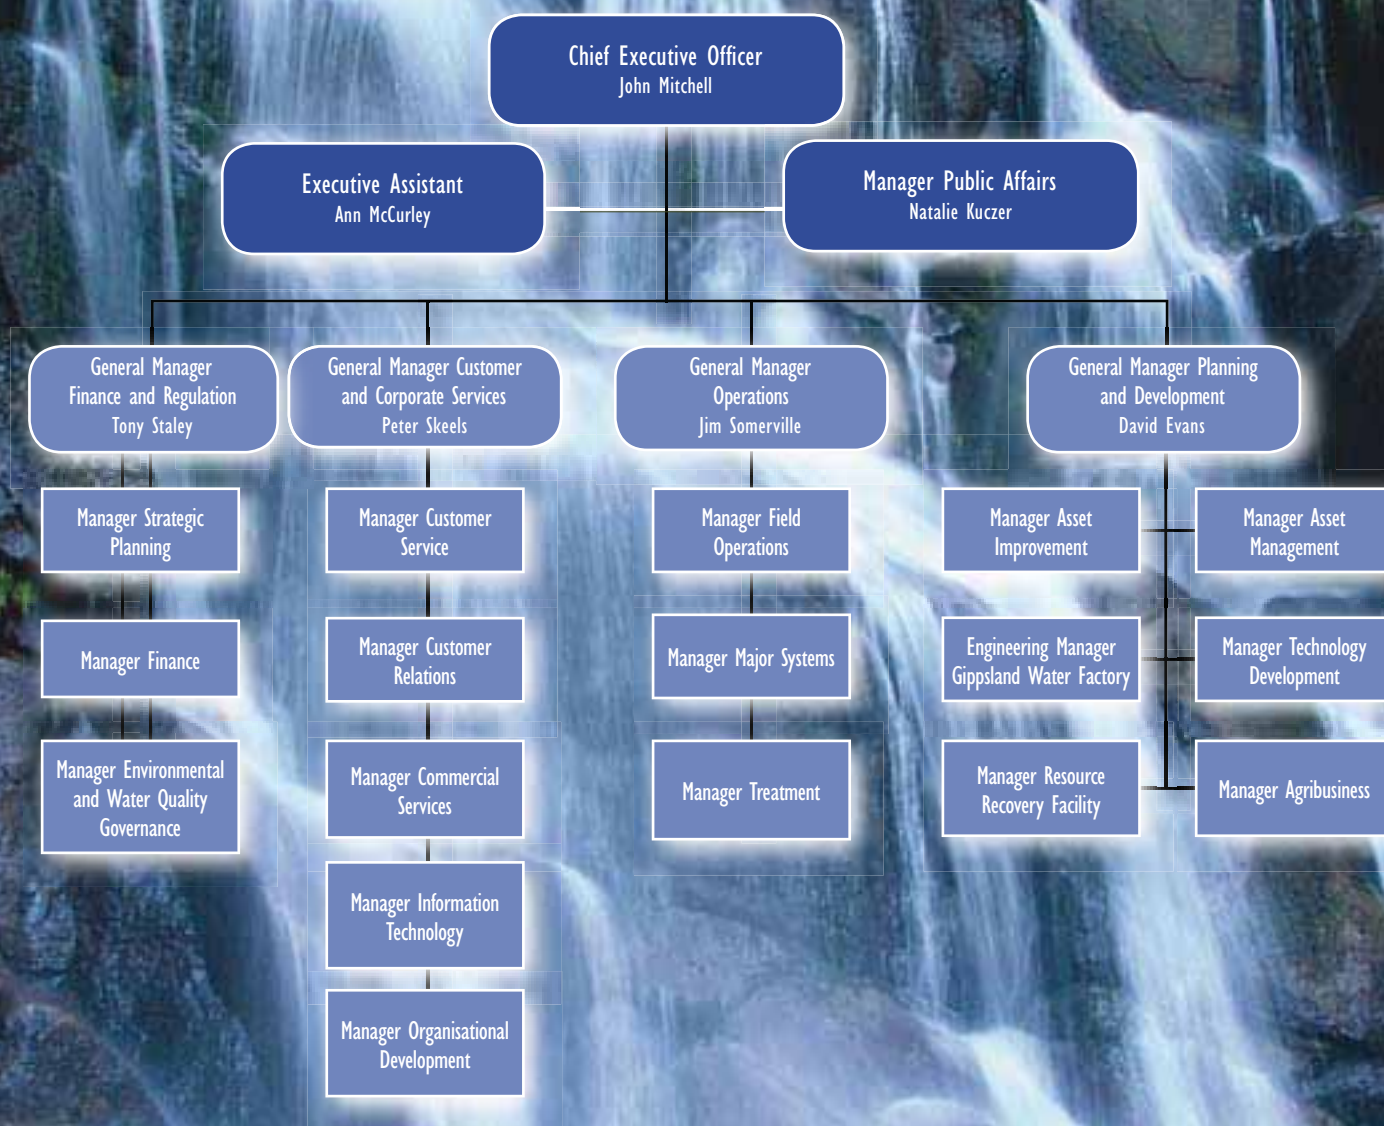 Chief Executive Officer
John Mitchell
Executive Assistant
Ann McCurley
Manager Public Affairs
Natalie Kuczer
General Manager
Finance and Regulation
Tony Staley
General Manager Customer
and Corporate Services
Peter Skeels
General Manager
Operations
Jim Somerville
General Manager Planning
and Development
David Evans
Manager Strategic
Planning
Manager Finance
Manager Environmental
and Water Quality
Governance
Manager Customer
Service
Manager Customer
Relations
Manager Commercial
Services
Manager Information
Technology
Manager Organisational
Development
Manager Field
Operations
Manager Major Systems
Manager Treatment
Manager Asset
Improvement
Engineering Manager
Gippsland Water Factory
Manager Resource
Recovery Facility
Manager Asset
Management
Manager Technology
Development
Manager Agribusiness